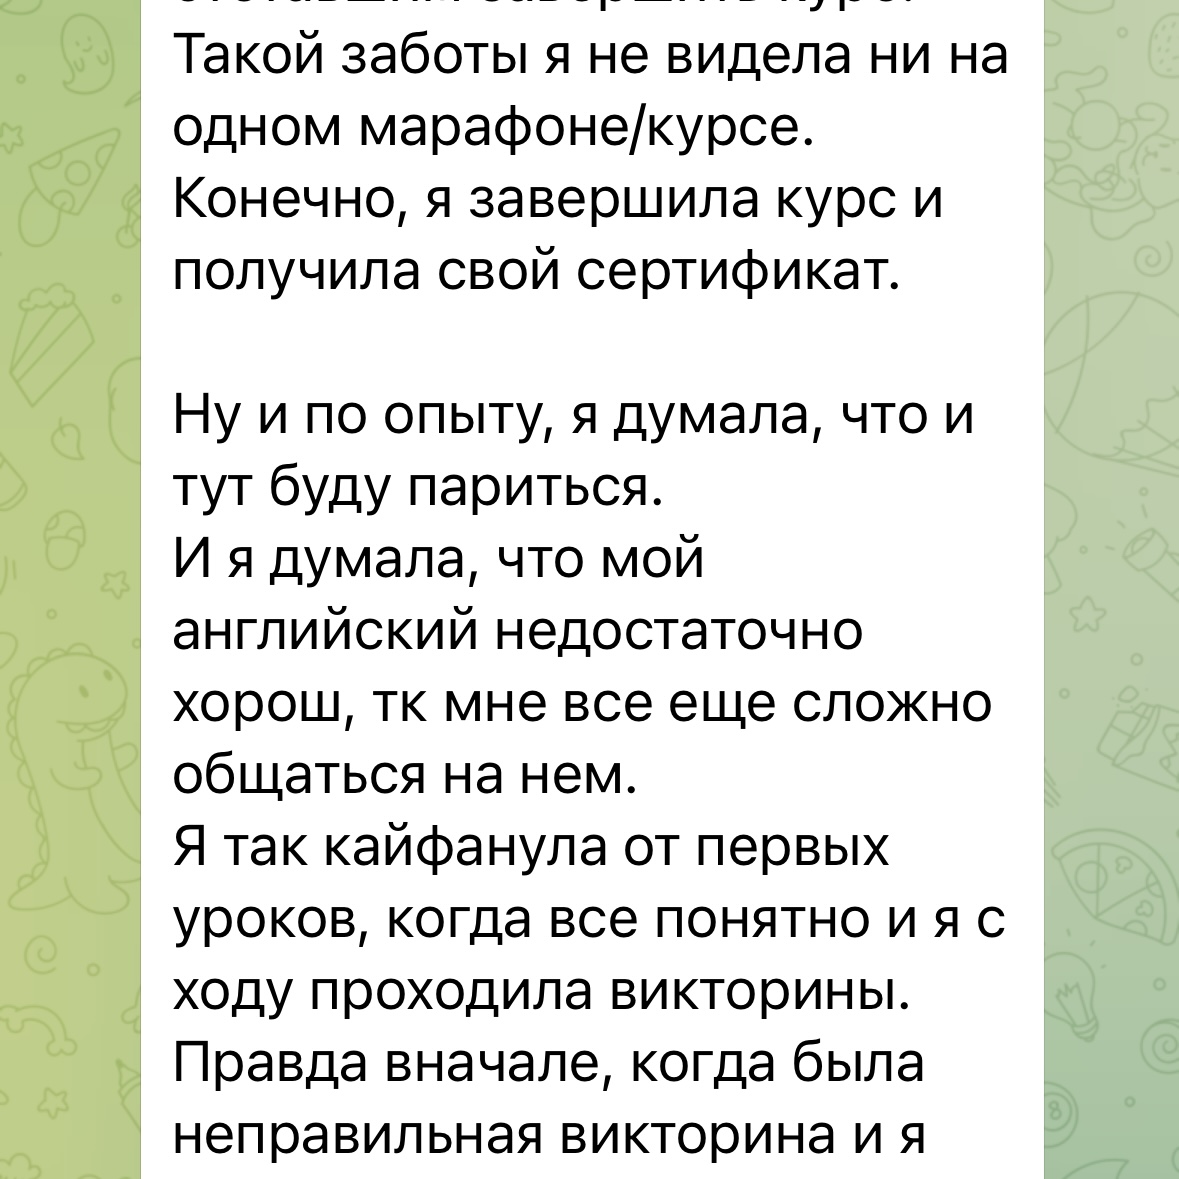 завершить курс.
Такой заботы я не видела ни на
одном марафоне/курсе.
Конечно, я завершила курс и
получила свой сертификат.
Ну и по опыту, я думала, что и
тут буду париться.
И я думала, что мой
английский недостаточно
хорош, тк мне все еще сложно
общаться на нем.
Я так кайфанула от первых
уроков, когда все понятно и я с
ходу проходила викторины.
Правда вначале, когда была
неправильная викторина и я